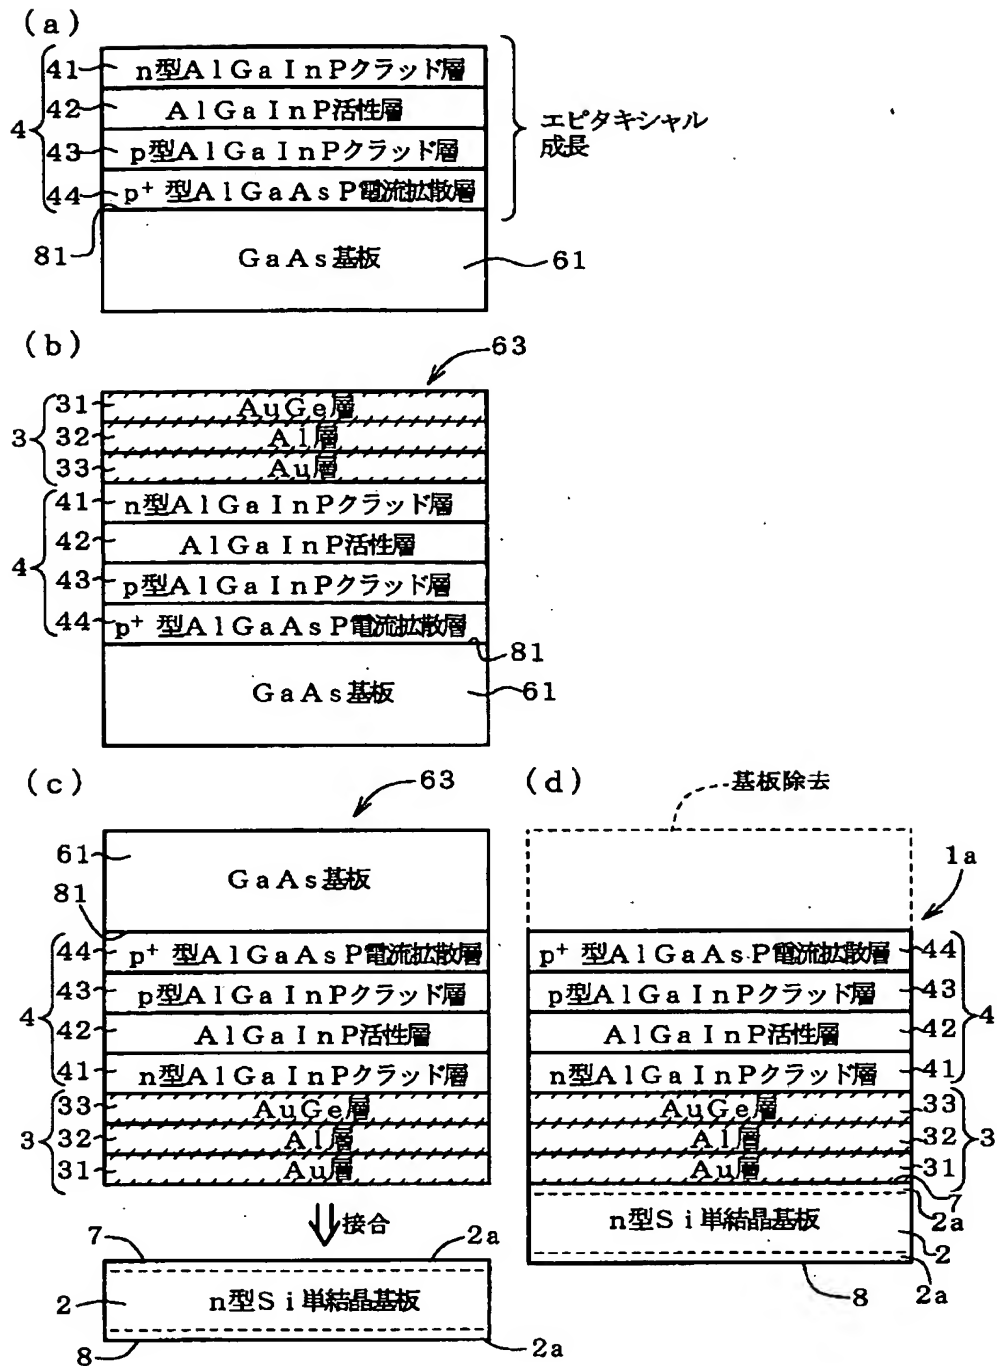 (a)
41 n型AlGaInPクラッド層
42 AlGaInP活性層
4
43 p型AlGaInPクラッド層
44 p⁺型AlGaAsP電流拡散層
エピタキシャル
成長
81
GaAs基板
61
(b)
63
31 AuGe層
3
32 Al層
33 Au層
41 n型AlGaInPクラッド層
42 AlGaInP活性層
4
43 p型AlGaInPクラッド層
44 p⁺型AlGaAsP電流拡散層
81
GaAs基板
61
(c)
63
61
GaAs基板
81
44 p⁺型AlGaAsP電流拡散層
43 p型AlGaInPクラッド層
4
42 AlGaInP活性層
41 n型AlGaInPクラッド層
33 AuGe層
3
32 Al層
31 Au層
接合
7
2a
2
n型Si単結晶基板
8
2a
(d)
基板除去
1a
p⁺型AlGaAsP電流拡散層 44
p型AlGaInPクラッド層 43
4
AlGaInP活性層 42
n型AlGaInPクラッド層 41
AuGe層 33
Al層 32
3
Au層 31
7
2a
n型Si単結晶基板
2
2a
8